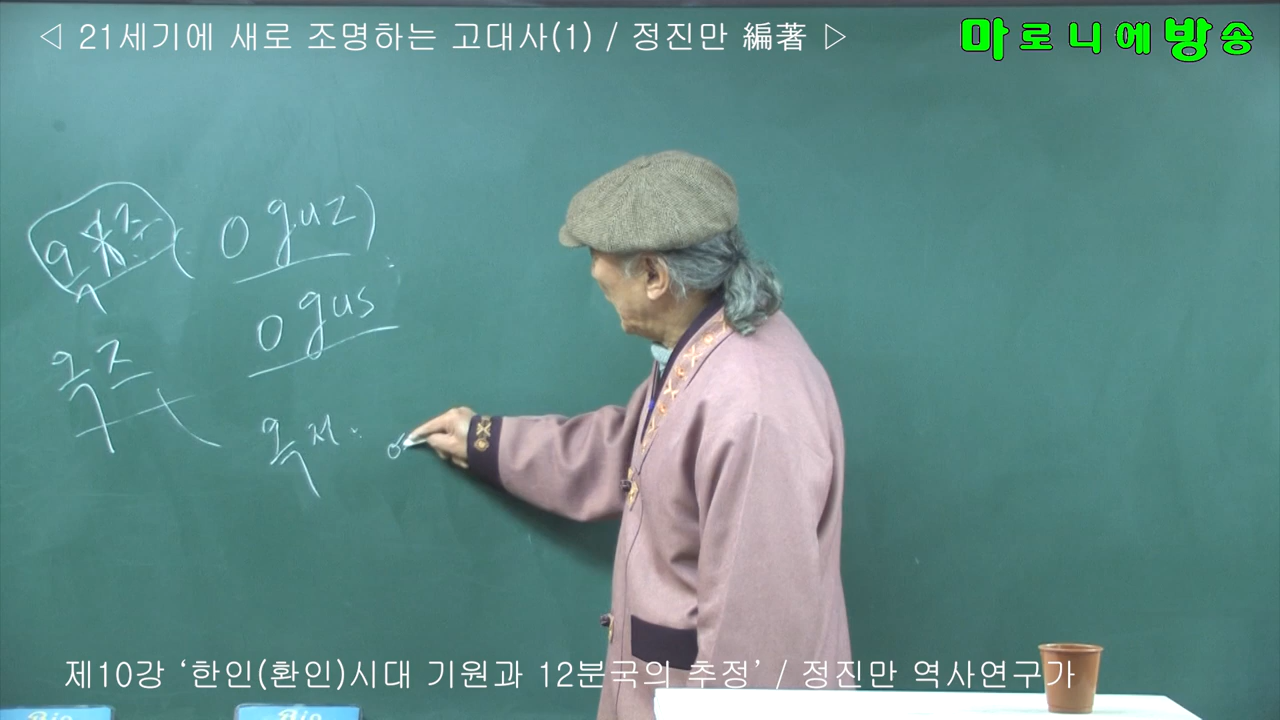 ◁ 21세기에 새로 조명하는 고대사(1) / 정진만 編著 ▷
마로니에방송
(oguz)
ogus
옥저.
제10강 ‘한인(환인)시대 기원과 12분국의 추정’ / 정진만 역사연구가